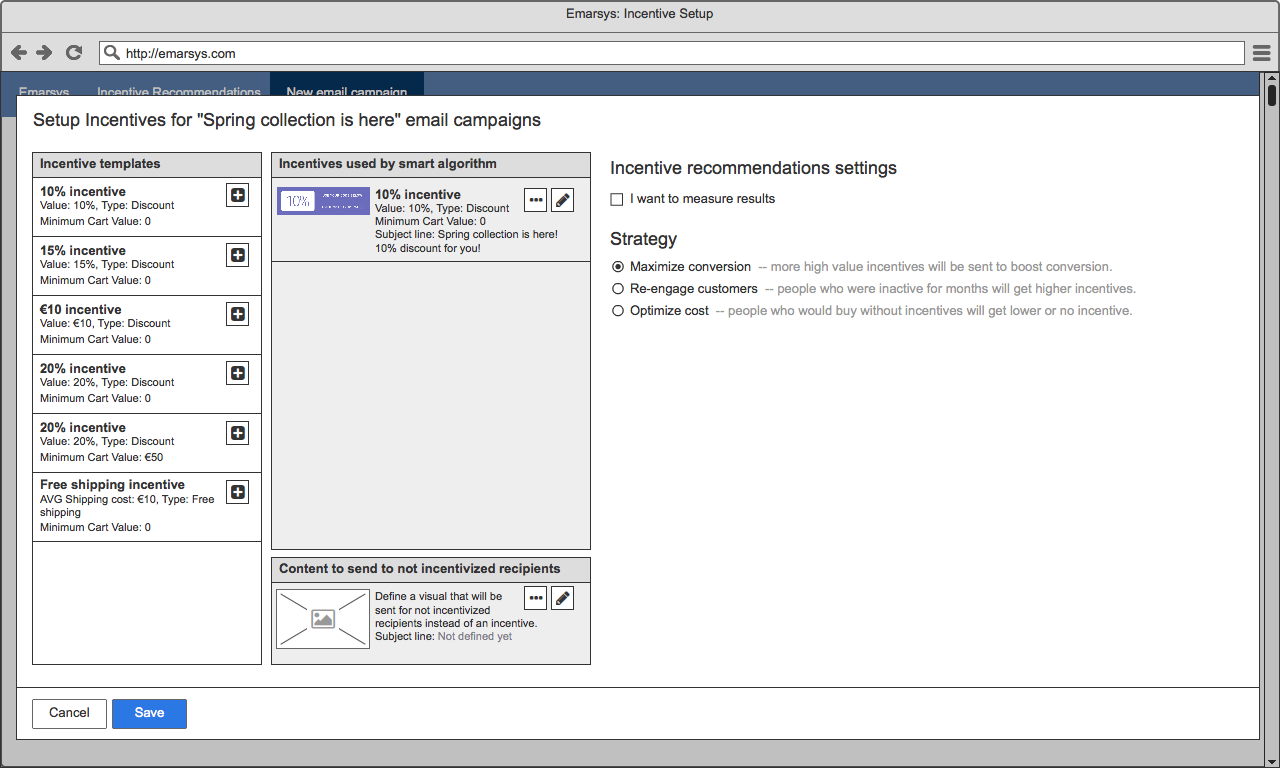 Emarsys: Incentive Setup
http://emarsys.com
Emarsys
Incentive Recommendations
New email campaign
Setup Incentives for "Spring collection is here" email campaigns
Incentive templates
10% incentive
Value: 10%, Type: Discount
Minimum Cart Value: 0
15% incentive
Value: 15%, Type: Discount
Minimum Cart Value: 0
€10 incentive
Value: €10, Type: Discount
Minimum Cart Value: 0
20% incentive
Value: 20%, Type: Discount
Minimum Cart Value: 0
20% incentive
Value: 20%, Type: Discount
Minimum Cart Value: €50
Free shipping incentive
AVG Shipping cost: €10, Type: Free
shipping
Minimum Cart Value: 0
Incentives used by smart algorithm
10%
10% incentive
Value: 10%, Type: Discount
Minimum Cart Value: 0
Subject line: Spring collection is here!
10% discount for you!
Content to send to not incentivized recipients
Define a visual that will be
sent for not incentivized
recipients instead of an incentive.
Subject line: Not defined yet
Incentive recommendations settings
I want to measure results
Strategy
Maximize conversion -- more high value incentives will be sent to boost conversion.
Re-engage customers -- people who were inactive for months will get higher incentives.
Optimize cost -- people who would buy without incentives will get lower or no incentive.
Cancel
Save